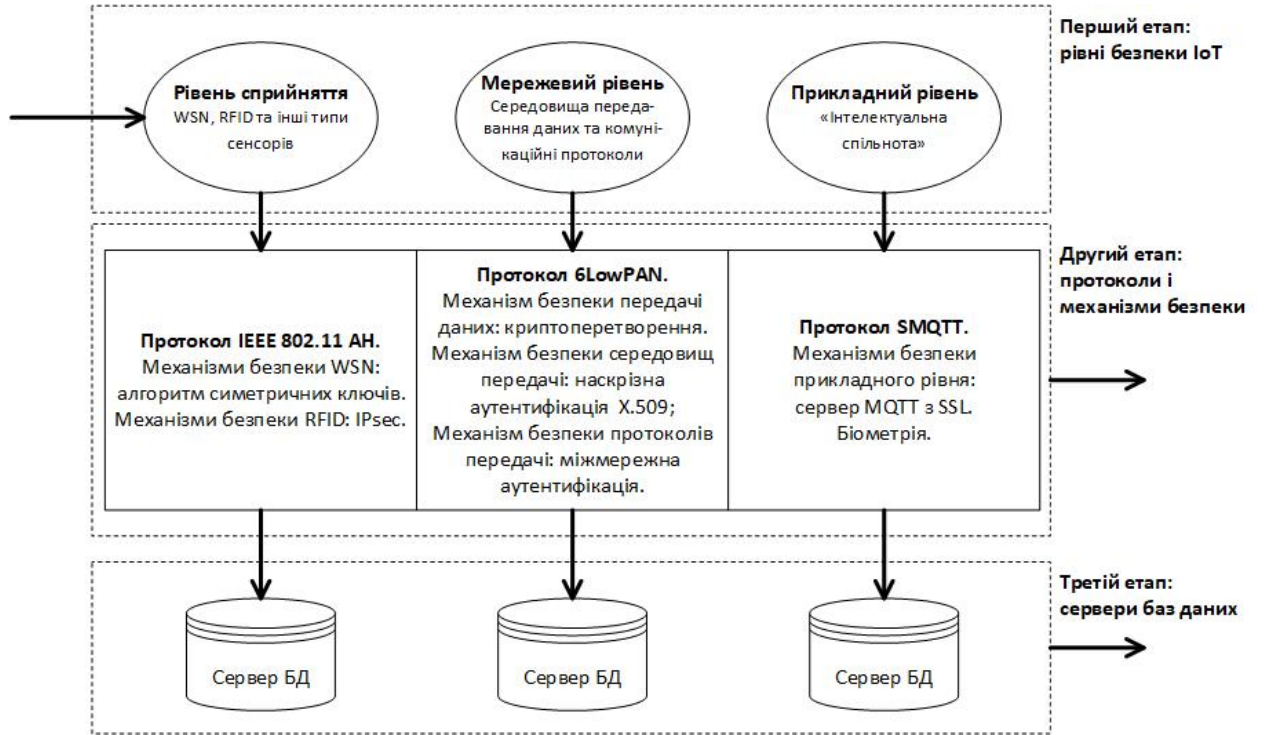 Перший етап:
рівні безпеки IoT
Рівень сприйняття
WSN, RFID та інші типи
сенсорів
Мережевий рівень
Середовища переда-
вання даних та комуні-
каційні протоколи
Прикладний рівень
«Інтелектуальна
спільнота»
Другий етап:
протоколи і
механізми безпеки
Протокол IEEE 802.11 AH.
Механізми безпеки WSN:
алгоритм симетричних ключів.
Механізми безпеки RFID: IPsec.
Протокол 6LowPAN.
Механізм безпеки передачі
даних: криптоперетворення.
Механізм безпеки середовищ
передачі: наскрізна
аутентифікація X.509;
Механізм безпеки протоколів
передачі: міжмережна
аутентифікація.
Протокол SMQTT.
Механізми безпеки
прикладного рівня:
сервер MQTT з SSL.
Біометрія.
Третій етап:
сервери баз даних
Сервер БД
Сервер БД
Сервер БД